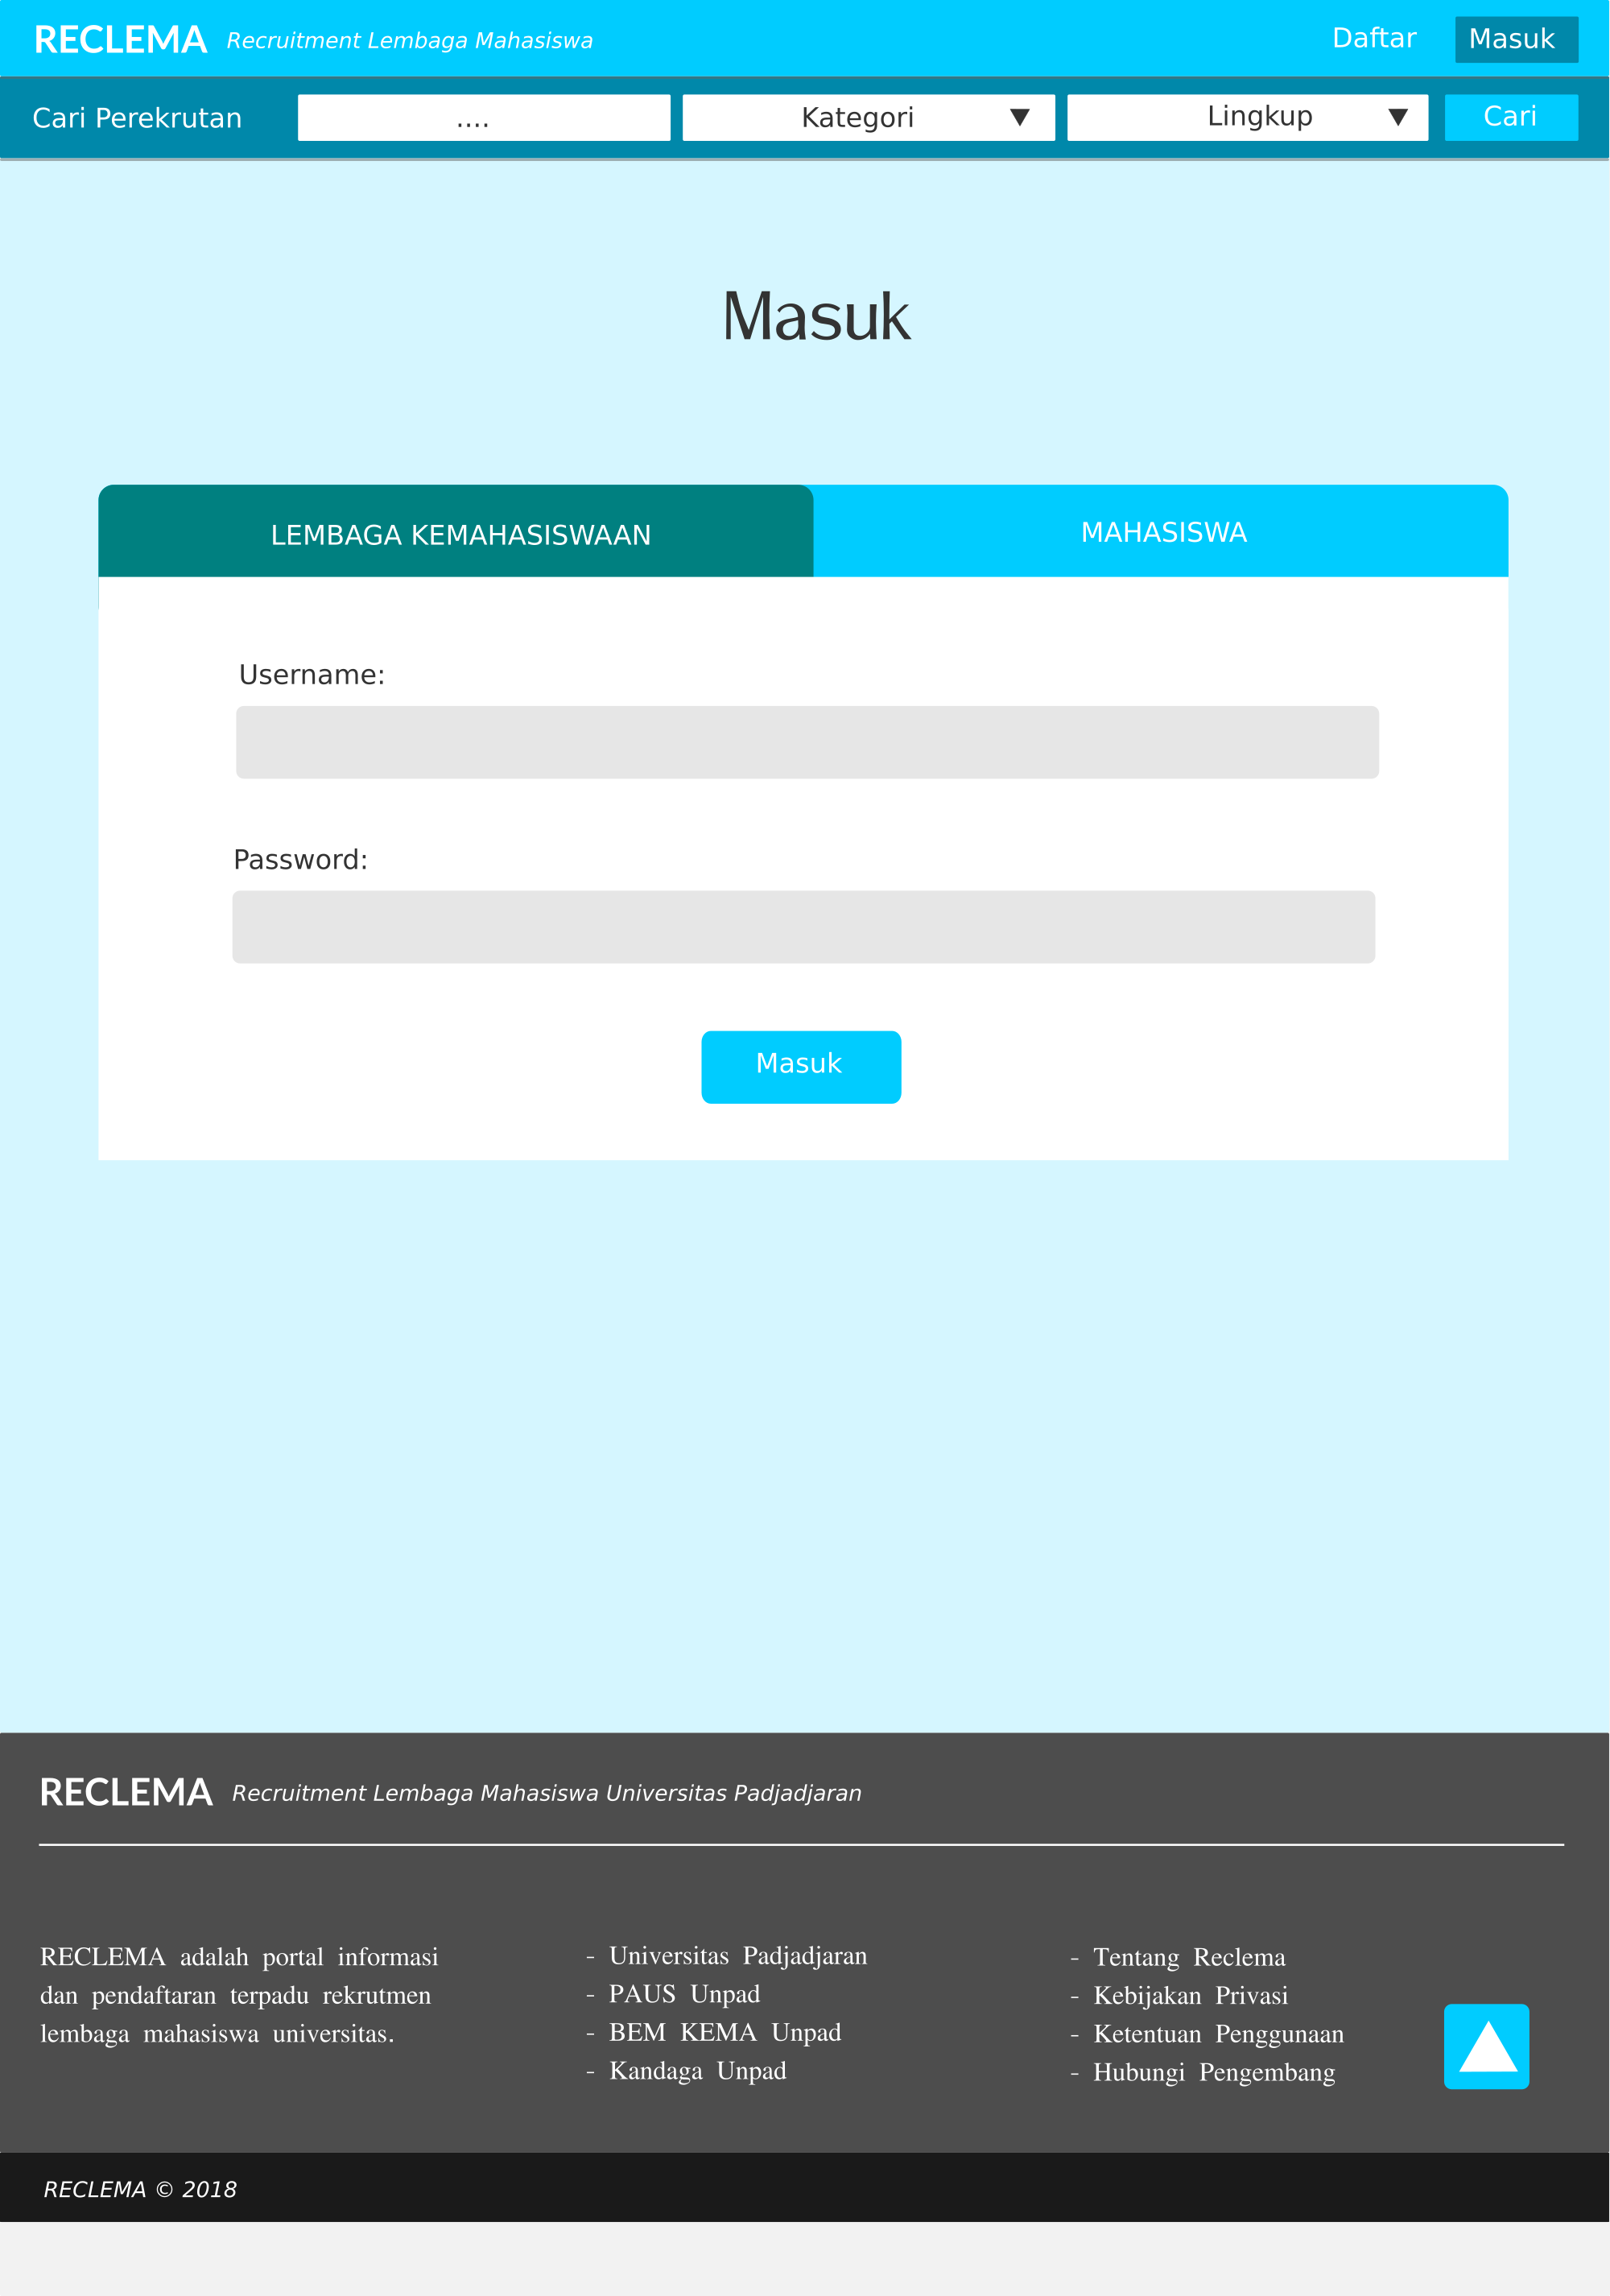 RECLEMA Recruitment Lembaga Mahasiswa Daftar Masuk
Cari Perekrutan .... Kategori ▼ Lingkup ▼ Cari
Masuk
LEMBAGA KEMAHASISWAAN MAHASISWA
Username:
Password:
Masuk
RECLEMA Recruitment Lembaga Mahasiswa Universitas Padjadjaran
RECLEMA adalah portal informasi
dan pendaftaran terpadu rekrutmen
lembaga mahasiswa universitas.
- Universitas Padjadjaran
- PAUS Unpad
- BEM KEMA Unpad
- Kandaga Unpad
- Tentang Reclema
- Kebijakan Privasi
- Ketentuan Penggunaan
- Hubungi Pengembang
RECLEMA © 2018